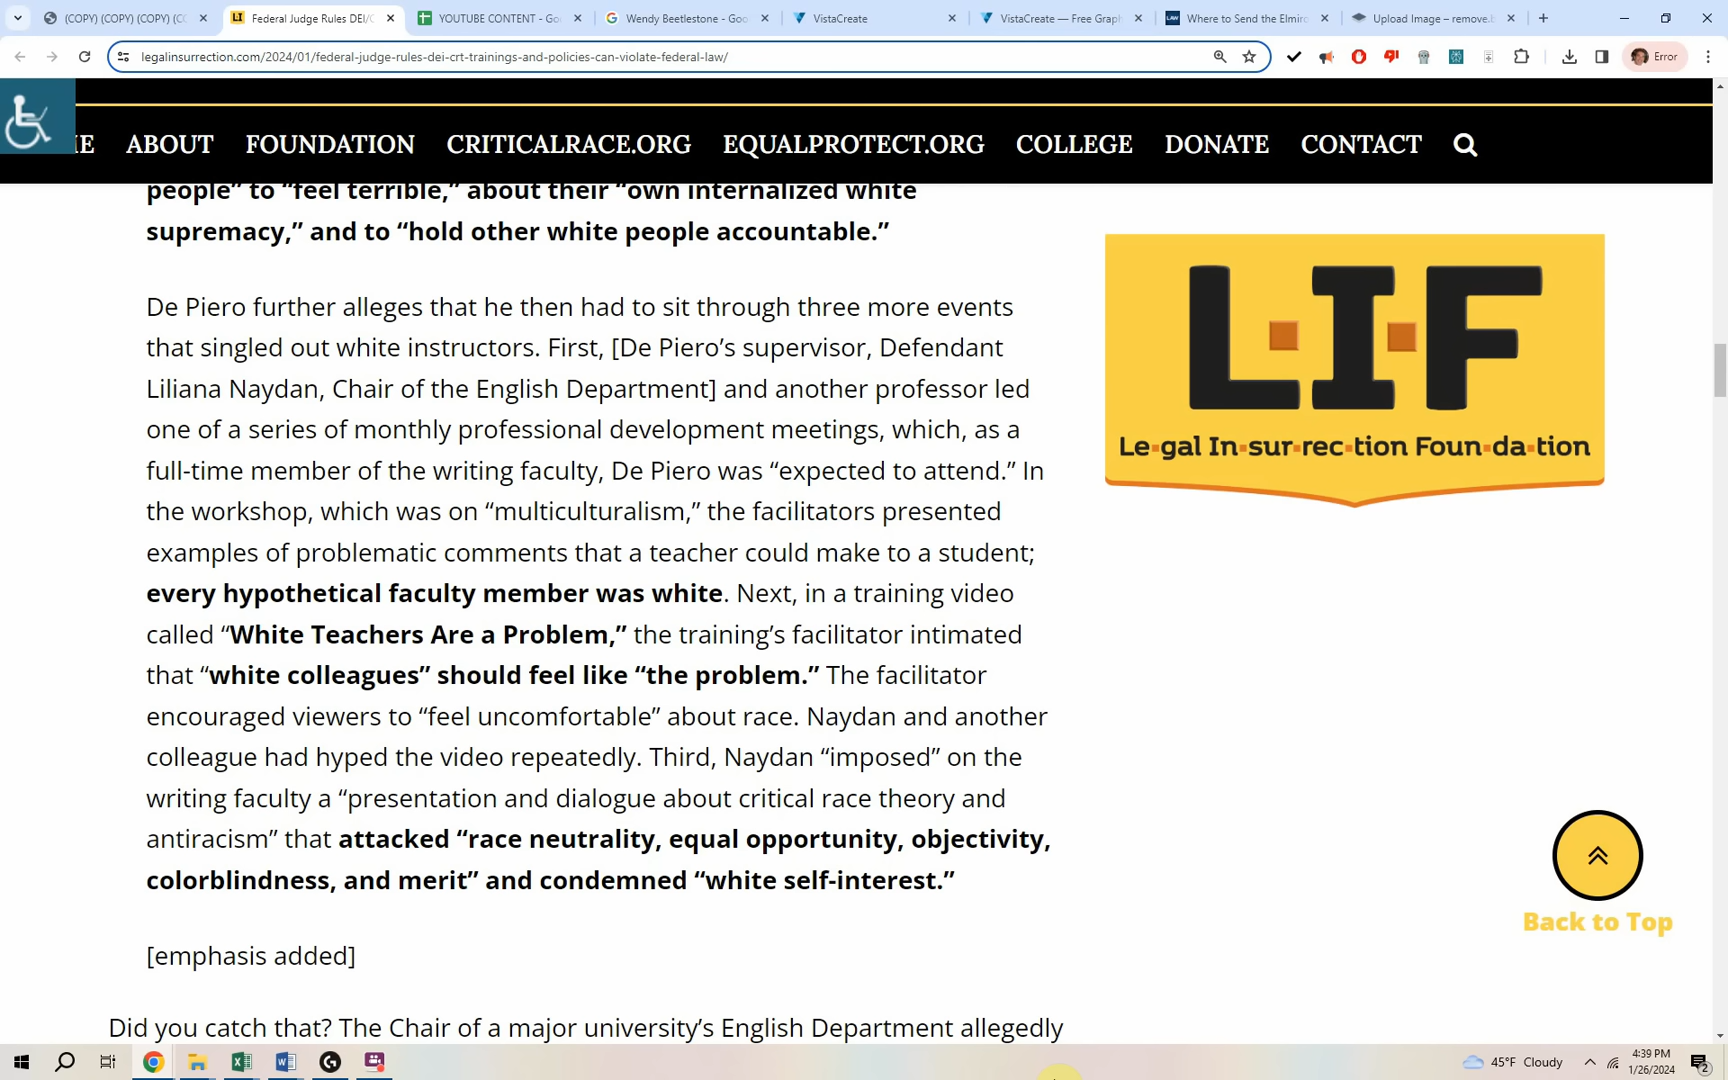 (COPY) (COPY) (COPY) (CC
Federal Judge Rules DEI/C
YOUTUBE CONTENT - Goo
Wendy Beetlestone - Goo
VistaCreate
VistaCreate — Free Graph
LAW
Where to Send the Elmiro
Upload Image – remove.b
legalinsurrection.com/2024/01/federal-judge-rules-dei-crt-trainings-and-policies-can-violate-federal-law/
Error
ME ABOUT FOUNDATION CRITICALRACE.ORG EQUALPROTECT.ORG COLLEGE DONATE CONTACT
people” to “feel terrible,” about their “own internalized white
supremacy,” and to “hold other white people accountable.”
De Piero further alleges that he then had to sit through three more events
that singled out white instructors. First, [De Piero’s supervisor, Defendant
Liliana Naydan, Chair of the English Department] and another professor led
one of a series of monthly professional development meetings, which, as a
full-time member of the writing faculty, De Piero was “expected to attend.” In
the workshop, which was on “multiculturalism,” the facilitators presented
examples of problematic comments that a teacher could make to a student;
every hypothetical faculty member was white. Next, in a training video
called “White Teachers Are a Problem,” the training’s facilitator intimated
that “white colleagues” should feel like “the problem.” The facilitator
encouraged viewers to “feel uncomfortable” about race. Naydan and another
colleague had hyped the video repeatedly. Third, Naydan “imposed” on the
writing faculty a “presentation and dialogue about critical race theory and
antiracism” that attacked “race neutrality, equal opportunity, objectivity,
colorblindness, and merit” and condemned “white self-interest.”
[emphasis added]
Did you catch that? The Chair of a major university’s English Department allegedly
L·I·F
Le·gal In·sur·rec·tion Foun·da·tion
Back to Top
45°F Cloudy
4:39 PM
1/26/2024
2